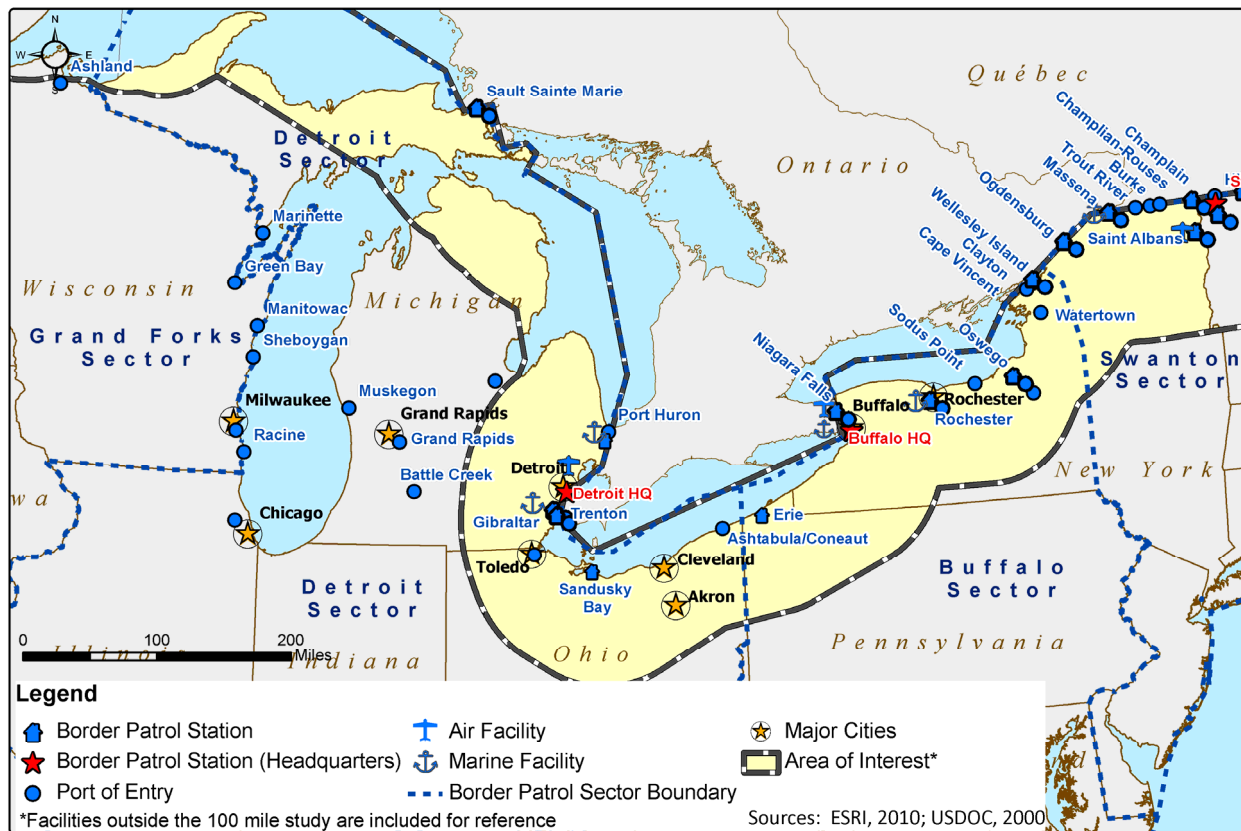 N
W E
S
Ashland
Sault Sainte Marie
Québec
Ontario
Detroit
Sector
Champlain
Champlian-Rouses
Burke
Trout River
Massena
Ogdensburg
Wellesley Island
Clayton
Cape Vincent
Saint Albans
Marinette
Green Bay
Wisconsin
Michigan
Manitowac
Sheboygan
Grand Forks
Sector
Watertown
Oswego
Sodus Point
Swanton
Sector
Niagara Falls
Muskegon
Milwaukee
Grand Rapids
Grand Rapids
Port Huron
Buffalo
Rochester
Rochester
Buffalo HQ
Racine
Battle Creek
Detroit
Detroit HQ
New York
Gibraltar
Trenton
Erie
Ashtabula/Coneaut
Chicago
Toledo
Cleveland
Sandusky
Bay
Akron
Detroit
Sector
Buffalo
Sector
Pennsylvania
Ohio
Indiana
Illinois
0 100 200
Miles
Legend
Border Patrol Station
Border Patrol Station (Headquarters)
Port of Entry
Air Facility
Marine Facility
Border Patrol Sector Boundary
Major Cities
Area of Interest*
*Facilities outside the 100 mile study are included for reference
Sources: ESRI, 2010; USDOC, 2000